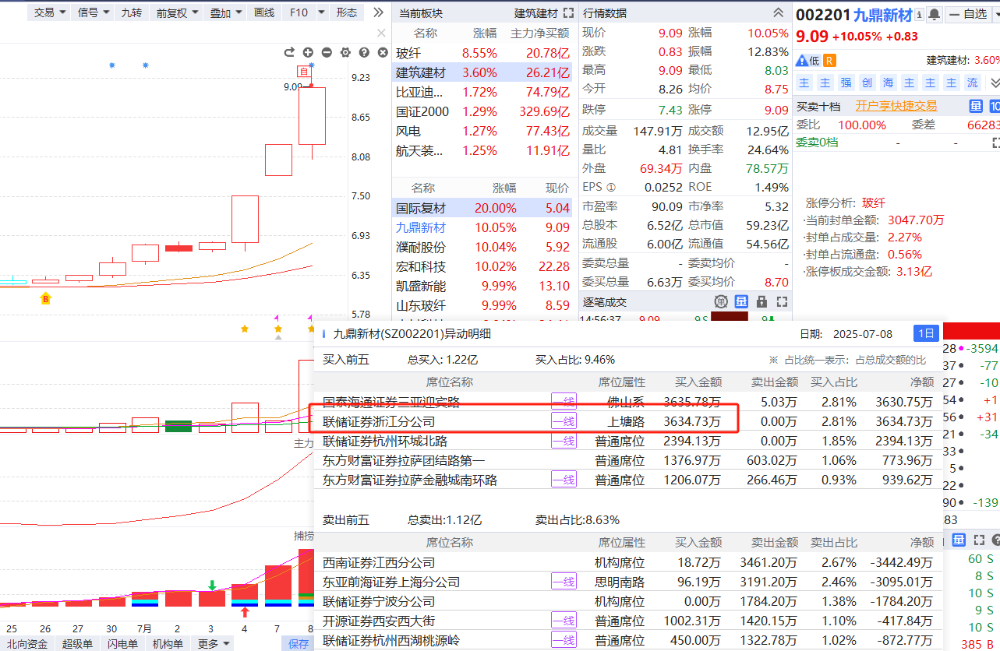 交易 信号 九转 前复权 叠加 画线 F10 形态
自
9.09
9.23
8.65
8.08
7.50
6.93
6.35
5.78
B
主力
捕捞
25 26 27 30 7月 2 3 4 7 8
北向资金 超级单 闪电单 机构单 更多 保存
当前板块 建筑建材
名称 涨幅 主力净买额
玻纤 8.55% 20.78亿
建筑建材 3.60% 26.21亿
比亚迪... 1.72% 74.79亿
国证2000 1.29% 329.69亿
风电 1.27% 77.43亿
航天装... 1.25% 11.91亿
名称 涨幅 现价
国际复材 20.00% 5.04
九鼎新材 10.05% 9.09
濮耐股份 10.04% 5.92
宏和科技 10.02% 22.28
凯盛新能 9.99% 13.10
山东玻纤 9.99% 8.59
行情数据
现价 9.09 涨幅 10.05%
涨跌 0.83 振幅 12.83%
最高 9.09 最低 8.03
今开 8.26 均价 8.75
跌停 7.43 涨停 9.09
成交量 147.91万 成交额 12.95亿
量比 4.81 换手率 24.64%
外盘 69.34万 内盘 78.57万
EPS ① 0.0252 ROE 1.49%
市盈率 90.09 市净率 5.32
总股本 6.52亿 总市值 59.23亿
流通股 6.00亿 流通值 54.56亿
委卖总量 - 委卖均价 -
委买总量 6.63万 委买均价 8.70
逐笔成交 单 量
14:56:37 9.09 9S 9
002201 九鼎新材 自选
9.09 +10.05% +0.83
低 R 建筑建材: 3.60%
主 主 强 创 海 主 主 主 流
买卖十档 开户享快捷交易 量 10
委比 100.00% 委差 66283
委卖0档 - -
涨停分析: 玻纤
·当前封单金额: 3047.70万
·封单占成交量: 2.27%
·封单占流通盘: 0.56%
·涨停板成交金额: 3.13亿
九鼎新材(SZ002201)异动明细 日期: 2025-07-08 1日
买入前五 总买入: 1.22亿 买入占比: 9.46% ※ 占比统一表示: 占总成交额的比
席位名称 席位属性 买入金额 卖出金额 买入占比 净额
国泰海通证券三亚迎宾路 一线 佛山系 3635.78万 5.03万 2.81% 3630.75万
联储证券浙江分公司 一线 上塘路 3634.73万 0.00万 2.81% 3634.73万
联储证券杭州环城北路 一线 普通席位 2394.13万 0.00万 1.85% 2394.13万
东方财富证券拉萨团结路第一 普通席位 1376.97万 603.02万 1.06% 773.96万
东方财富证券拉萨金融城南环路 一线 普通席位 1206.07万 266.46万 0.93% 939.62万
卖出前五 总卖出:1.12亿 卖出占比:8.63%
席位名称 席位属性 买入金额 卖出金额 卖出占比 净额
西南证券江西分公司 机构席位 18.72万 3461.20万 2.67% -3442.49万
东亚前海证券上海分公司 一线 思明南路 96.19万 3191.20万 2.46% -3095.01万
联储证券宁波分公司 机构席位 0.00万 1784.20万 1.38% -1784.20万
开源证券西安西大街 一线 普通席位 1002.31万 1420.15万 1.10% -417.84万
联储证券杭州西湖桃源岭 一线 普通席位 450.00万 1322.78万 1.02% -872.77万
28 -3594
37 -77
27 -10
54 +1
56 +31
21 -34
33
5
22
90 -139
83
量
60 S
8 S
10 S
9 S
10 S
385 B